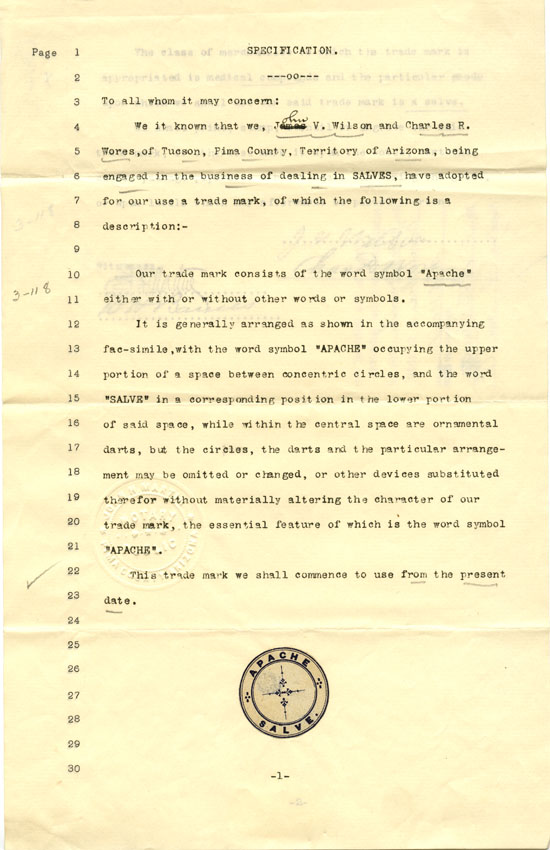 Page 1 SPECIFICATION.
2 ---oo---
3 To all whom it may concern:
4 We it known that we, James John V. Wilson and Charles R.
5 Wores,of Tucson, Pima County, Territory of Arizona, being
6 engaged in the business of dealing in SALVES, have adopted
7 for our use a trade mark, of which the following is a
8 description:-
9
10 Our trade mark consists of the word symbol "Apache"
3-118
11 either with or without other words or symbols.
12 It is generally arranged as shown in the accompanying
13 fac-simile,with the word symbol "APACHE" occupying the upper
14 portion of a space between concentric circles, and the word
15 "SALVE" in a corresponding position in the lower portion
16 of said space, while within the central space are ornamental
17 darts, but the circles, the darts and the particular arrange-
18 ment may be omitted or changed, or other devices substituted
19 therefor without materially altering the character of our
20 trade mark, the essential feature of which is the word symbol
21 "APACHE".
22 This trade mark we shall commence to use from the present
23 date.
24
25
26
27
28
29
30
APACHE
SALVE.
-1-